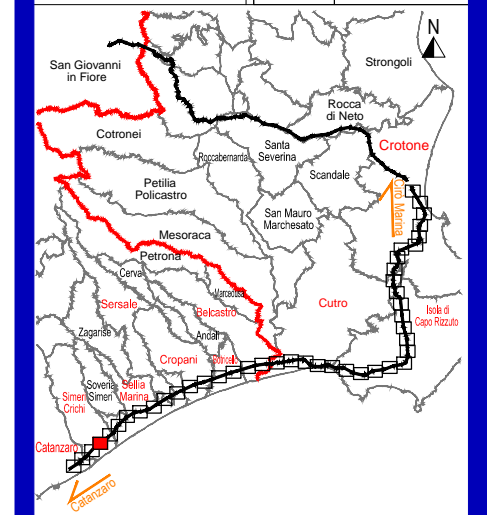 N
Strongoli
San Giovanni
in Fiore
Rocca
di Neto
Cotronei
Crotone
Santa
Severina
Roccabernarda
Scandale
Petilia
Policastro
Cirò Marina
San Mauro
Marchesato
Mesoraca
Petrona
Cerva
Marcedusa
Sersale
Belcastro
Cutro
Isola di
Capo Rizzuto
Zagarise
Andali
Cropani
Botricello
Soveria
Simeri
Sellia
Marina
Simeri
Crichi
Catanzaro
Catanzaro